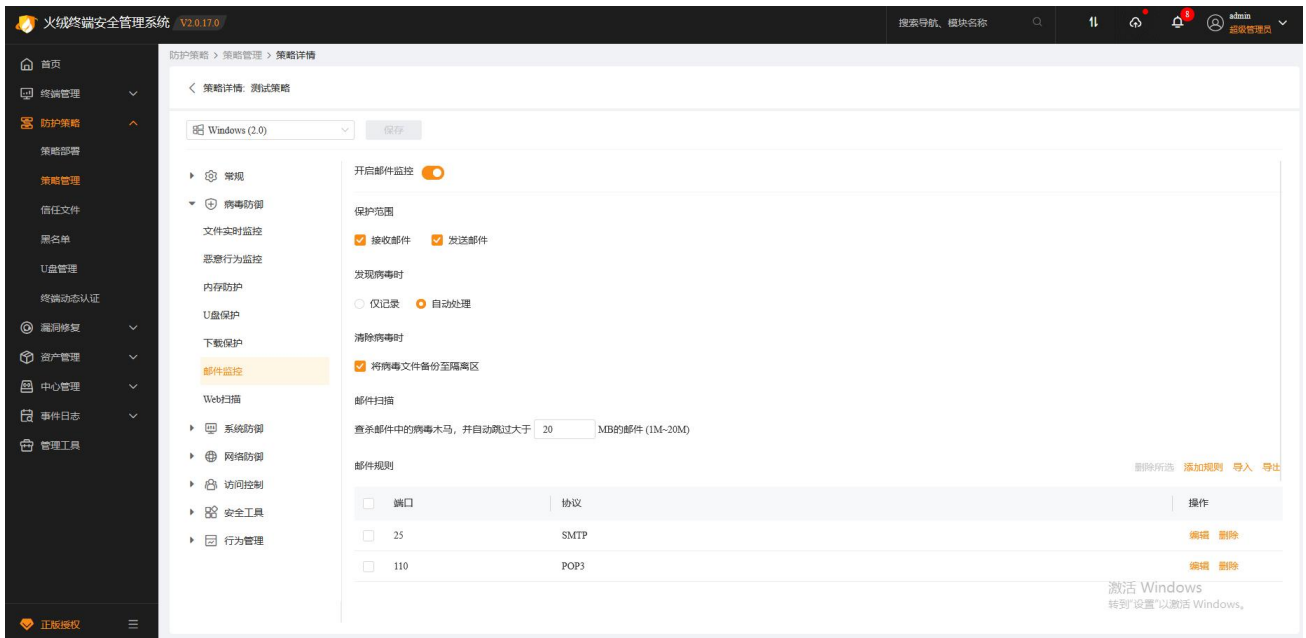 火绒终端安全管理系统 V2.0.17.0
搜索导航、模块名称
8
admin
超级管理员
首页
终端管理
防护策略
策略部署
策略管理
信任文件
黑名单
U盘管理
终端动态认证
漏洞修复
资产管理
中心管理
事件日志
管理工具
正版授权
防护策略 > 策略管理 > 策略详情
策略详情: 测试策略
Windows (2.0)
保存
常规
病毒防御
文件实时监控
恶意行为监控
内存防护
U盘保护
下载保护
邮件监控
Web扫描
系统防御
网络防御
访问控制
安全工具
行为管理
开启邮件监控
保护范围
接收邮件 发送邮件
发现病毒时
仅记录 自动处理
清除病毒时
将病毒文件备份至隔离区
邮件扫描
查杀邮件中的病毒木马，并自动跳过大于 20 MB的邮件 (1M~20M)
邮件规则 删除所选 添加规则 导入 导出
端口 协议 操作
25 SMTP 编辑 删除
110 POP3 编辑 删除
激活 Windows
转到"设置"以激活 Windows。